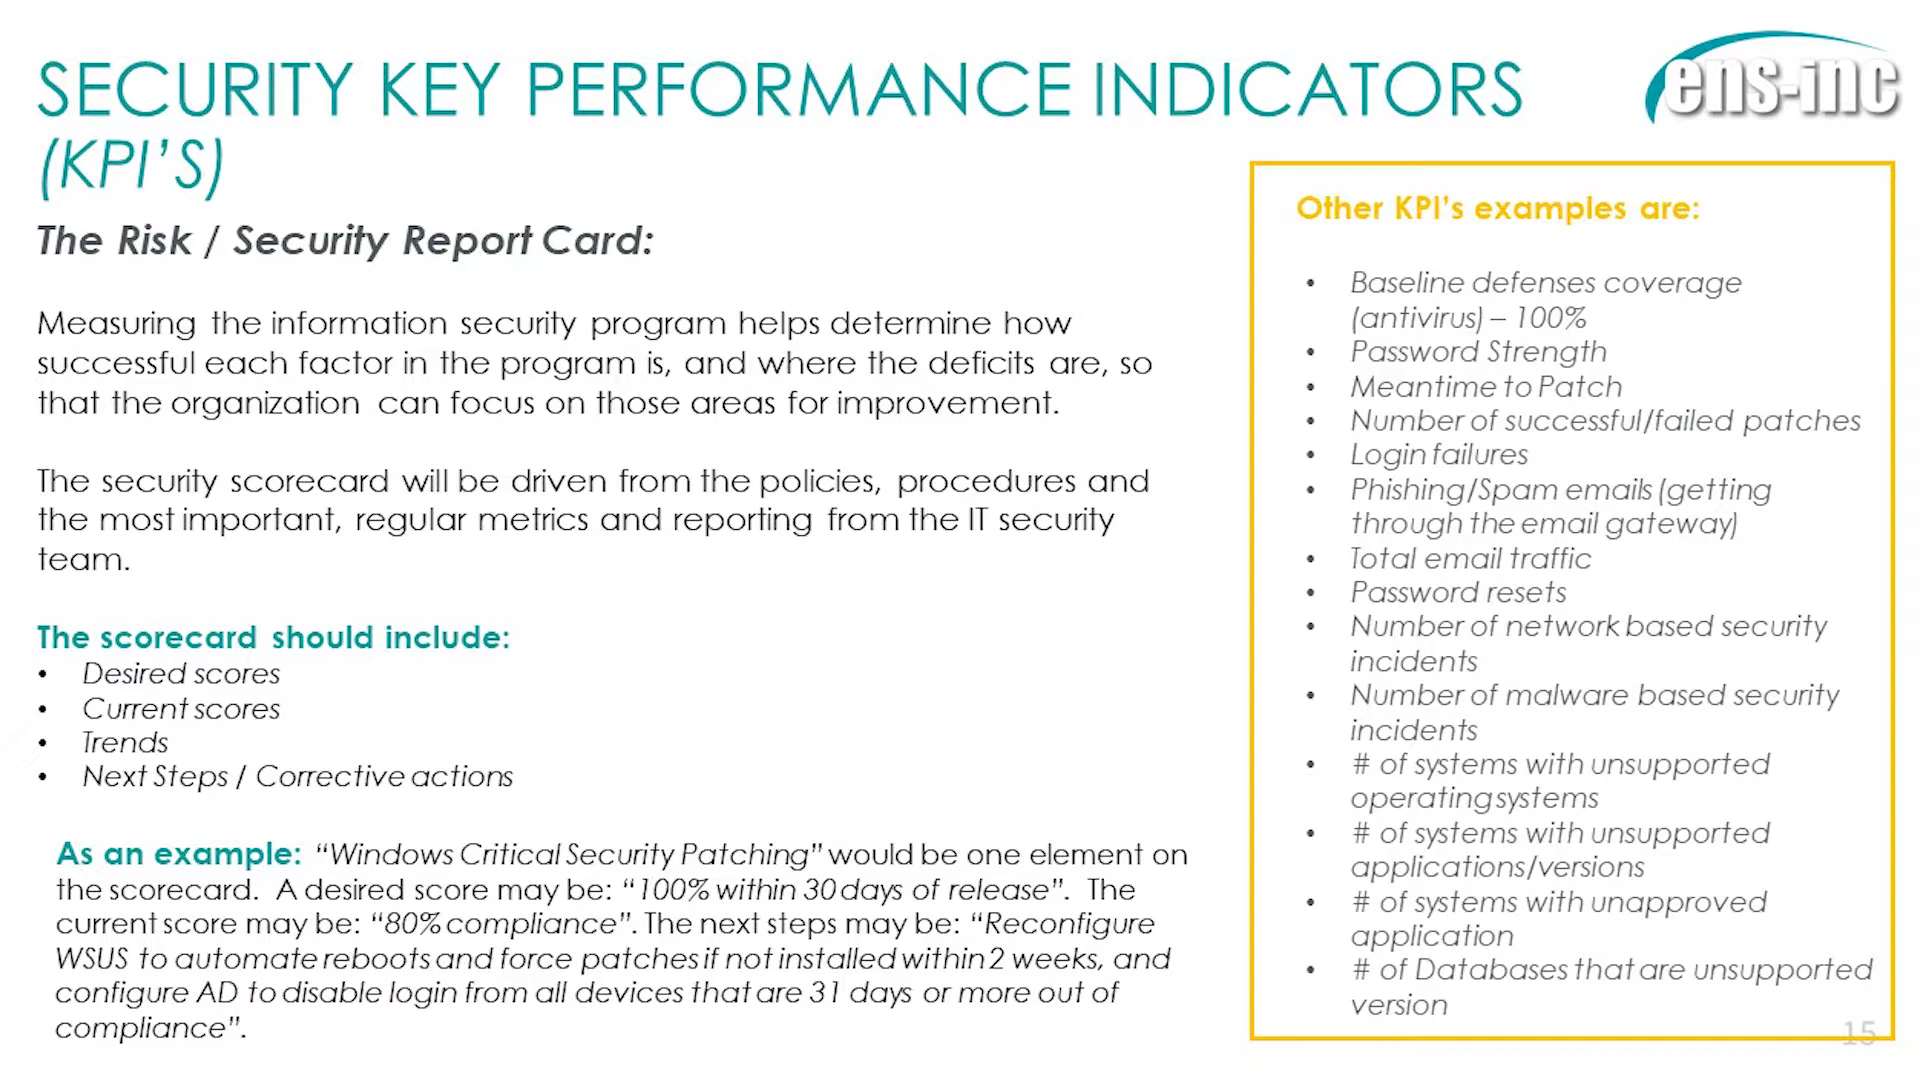 SECURITY KEY PERFORMANCE INDICATORS
(KPI'S)
ens-inc
The Risk / Security Report Card:
Measuring the information security program helps determine how
successful each factor in the program is, and where the deficits are, so
that the organization can focus on those areas for improvement.
The security scorecard will be driven from the policies, procedures and
the most important, regular metrics and reporting from the IT security
team.
The scorecard should include:
• Desired scores
• Current scores
• Trends
• Next Steps / Corrective actions
As an example: “Windows Critical Security Patching” would be one element on
the scorecard. A desired score may be: “100% within 30 days of release”. The
current score may be: “80% compliance”. The next steps may be: “Reconfigure
WSUS to automate reboots and force patches if not installed within 2 weeks, and
configure AD to disable login from all devices that are 31 days or more out of
compliance”.
Other KPI's examples are:
• Baseline defenses coverage
(antivirus) – 100%
• Password Strength
• Meantime to Patch
• Number of successful/failed patches
• Login failures
• Phishing/Spam emails (getting
through the email gateway)
• Total email traffic
• Password resets
• Number of network based security
incidents
• Number of malware based security
incidents
• # of systems with unsupported
operating systems
• # of systems with unsupported
applications/versions
• # of systems with unapproved
application
• # of Databases that are unsupported
version
15